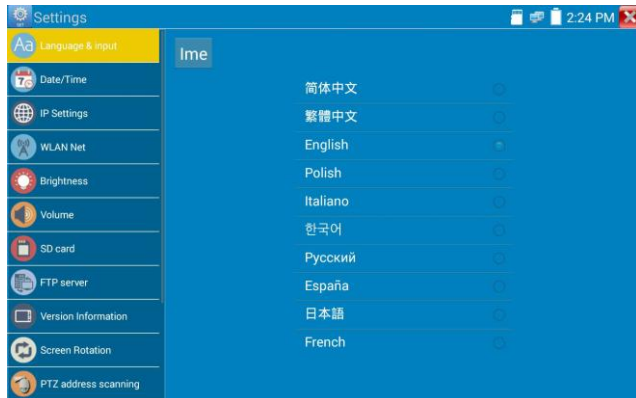 Settings
2:24 PM
Language & input
Date/Time
IP Settings
WLAN Net
Brightness
Volume
SD card
FTP server
Version Information
Screen Rotation
PTZ address scanning
Ime
简体中文
繁體中文
English
Polish
Italiano
한국어
Русский
España
日本語
French